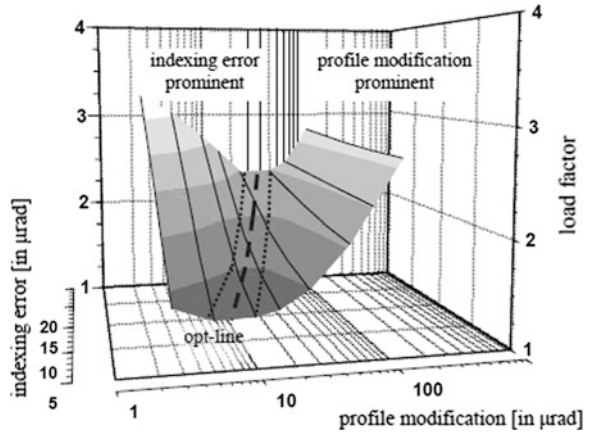 4
4
indexing error
prominent
profile modification
prominent
3
3
2
2
1
1
load factor
indexing error [in µrad]
20
15
10
5
opt-line
1
10
100
profile modification [in µrad]